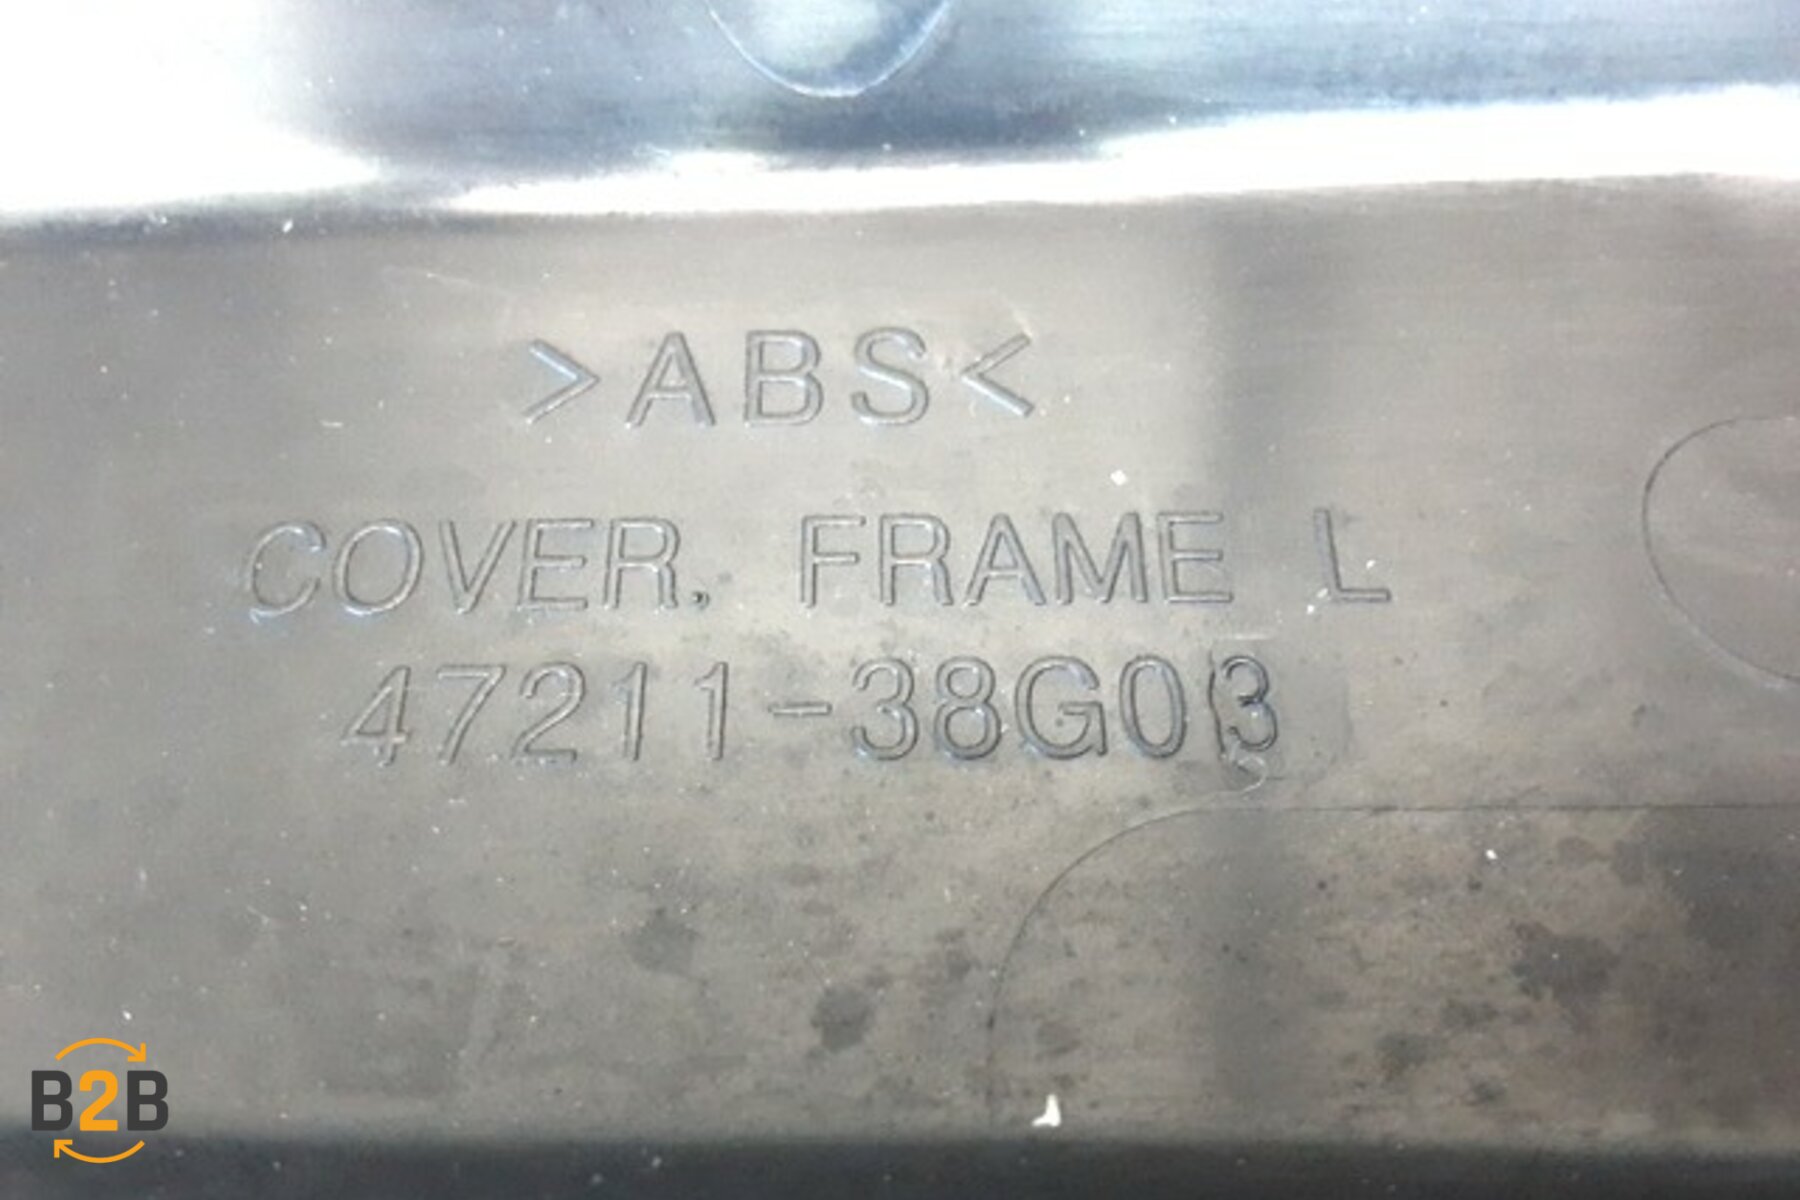 >ABS<
COVER, FRAME L
47211-38G03
B2B